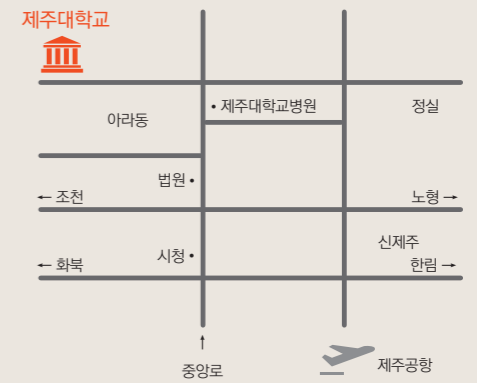 제주대학교
• 제주대학교병원
정실
아라동
법원 •
← 조천
노형 →
신제주
시청 •
← 화북
한림 →
↑
중앙로
제주공항